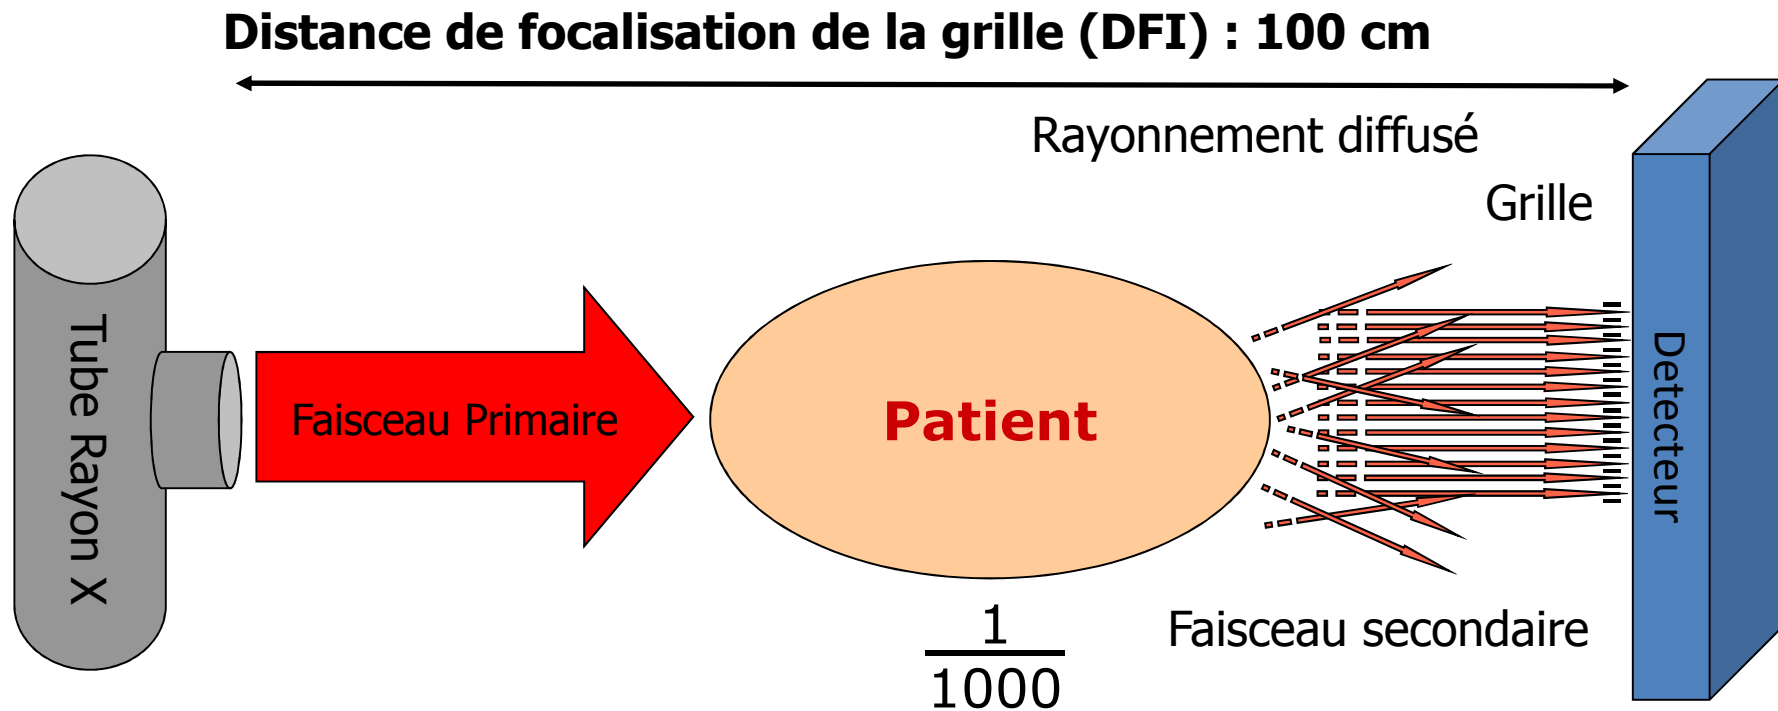 Distance de focalisation de la grille (DFI) : 100 cm
Rayonnement diffusé
Grille
Tube Rayon X
Faisceau Primaire
Patient
Detecteur
Faisceau secondaire
1
1000